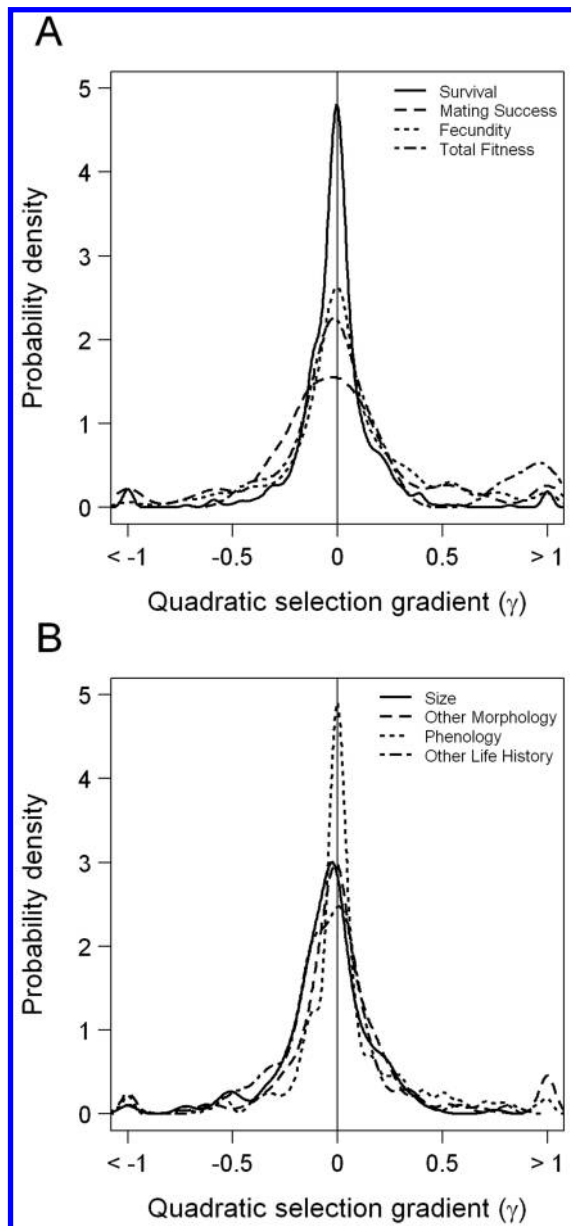 A
5
4
3
2
1
0
Probability density
Survival
Mating Success
Fecundity
Total Fitness
< -1
-0.5
0
0.5
> 1
Quadratic selection gradient (γ)
B
5
4
3
2
1
0
Probability density
Size
Other Morphology
Phenology
Other Life History
< -1
-0.5
0
0.5
> 1
Quadratic selection gradient (γ)